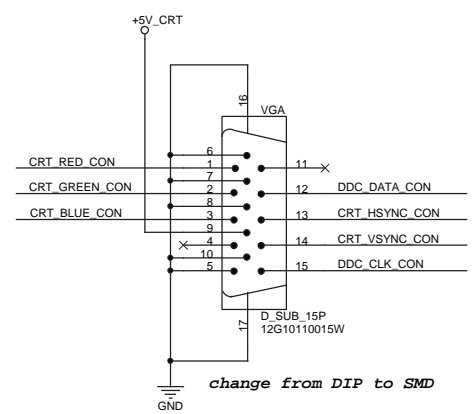 +5V_CRT
16
VGA
6
CRT_RED_CON 1 11
7
CRT_GREEN_CON 2 12 DDC_DATA_CON
8
CRT_BLUE_CON 3 13 CRT_HSYNC_CON
9
4 14 CRT_VSYNC_CON
10
5 15 DDC_CLK_CON
17
D_SUB_15P
12G10110015W
change from DIP to SMD
GND